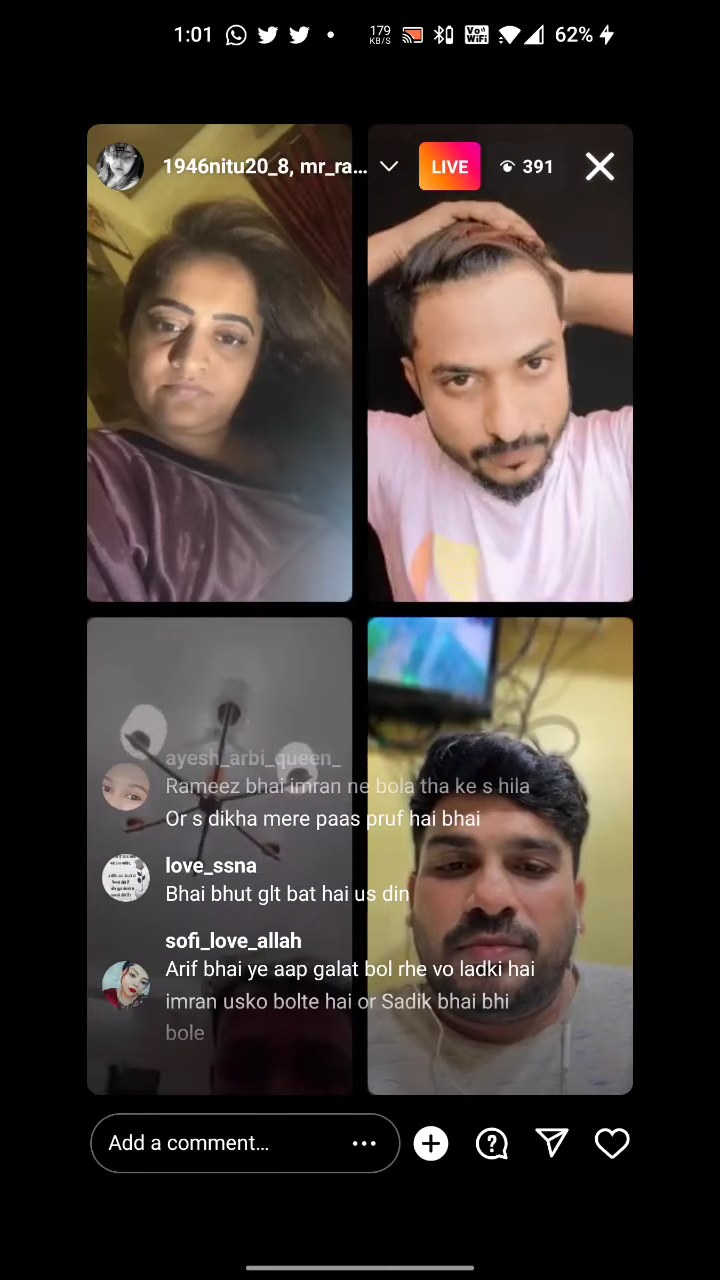 1:01
179
KB/S
Vo
WiFi
62%
1946nitu20_8, mr_ra...
LIVE
391
ayesh_arbi_queen_
Rameez bhai imran ne bola tha ke s hila
Or s dikha mere paas pruf hai bhai
love_ssna
Bhai bhut glt bat hai us din
sofi_love_allah
Arif bhai ye aap galat bol rhe vo ladki hai
imran usko bolte hai or Sadik bhai bhi
bole
Add a comment...